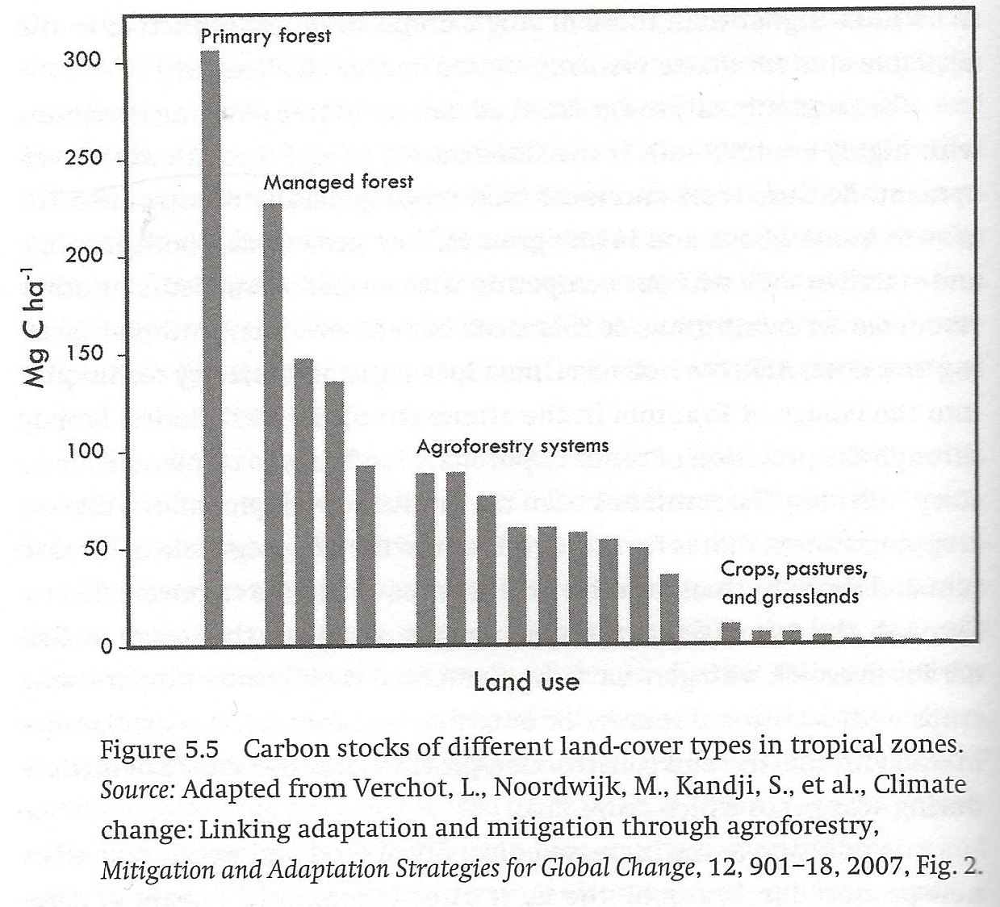 Primary forest
300
250
Managed forest
200
Mg C ha-1
150
100
Agroforestry systems
50
Crops, pastures,
and grasslands
0
Land use
Figure 5.5 Carbon stocks of different land-cover types in tropical zones.
Source: Adapted from Verchot, L., Noordwijk, M., Kandji, S., et al., Climate
change: Linking adaptation and mitigation through agroforestry,
Mitigation and Adaptation Strategies for Global Change, 12, 901–18, 2007, Fig. 2.